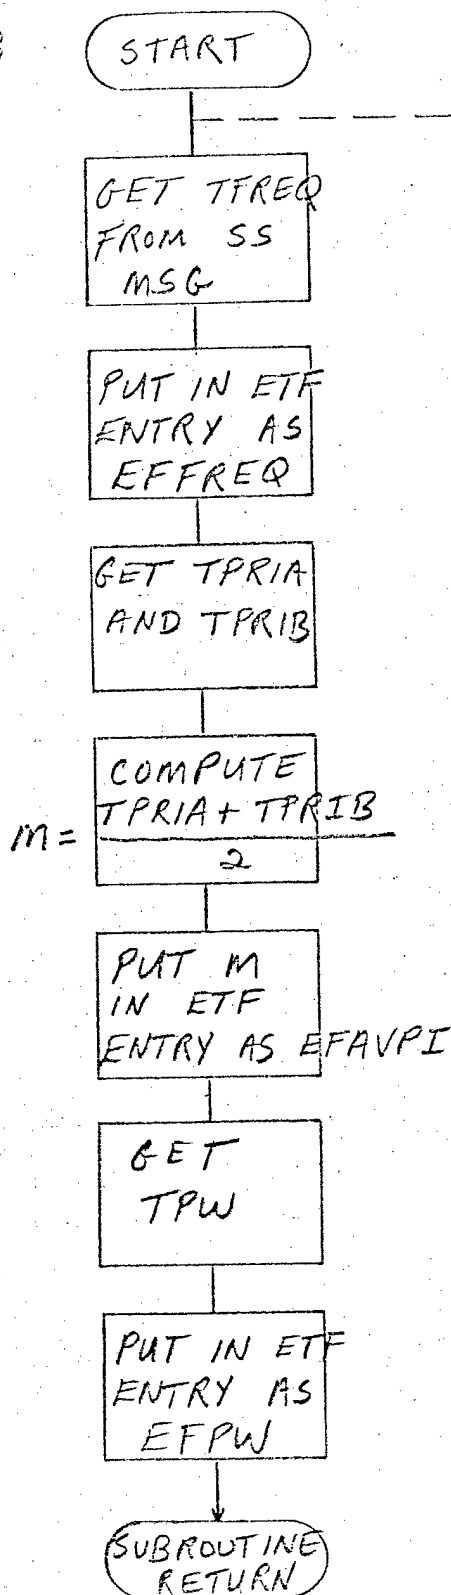 START
GET TFREQ
FROM SS
MSG
PUT IN ETF
ENTRY AS
EFFREQ
GET TPRIA
AND TPRIB
COMPUTE
TPRIA + TPRIB
m =
2
PUT M
IN ETF
ENTRY AS EFAVPI
GET
TPW
PUT IN ETF
ENTRY AS
EFPW
SUBROUTINE
RETURN